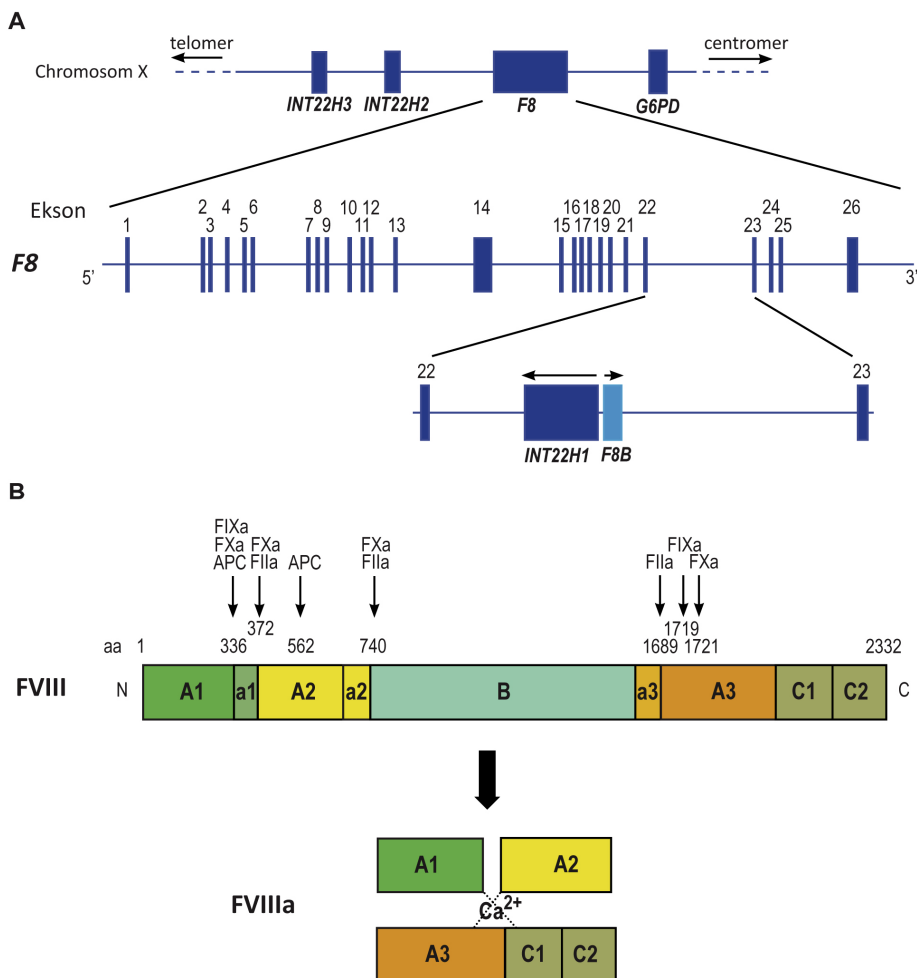 A
telomer
centromer
Chromosom X
INT22H3 INT22H2 F8 G6PD
Ekson
2 4 6 8 10 12 14 16 18 20 22 24 26
1 3 5 7 9 11 13 15 17 19 21 23 25
F8
5’ 3’
22 23
INT22H1 F8B
B
FIXa
FXa FXa FXa FIXa
APC FIIa APC FIIa FIIa FXa
372 1719
aa 1 336 562 740 1689 1721 2332
FVIII N A1 a1 A2 a2 B a3 A3 C1 C2 C
A1 A2
FVIIIa
Ca2+
A3 C1 C2